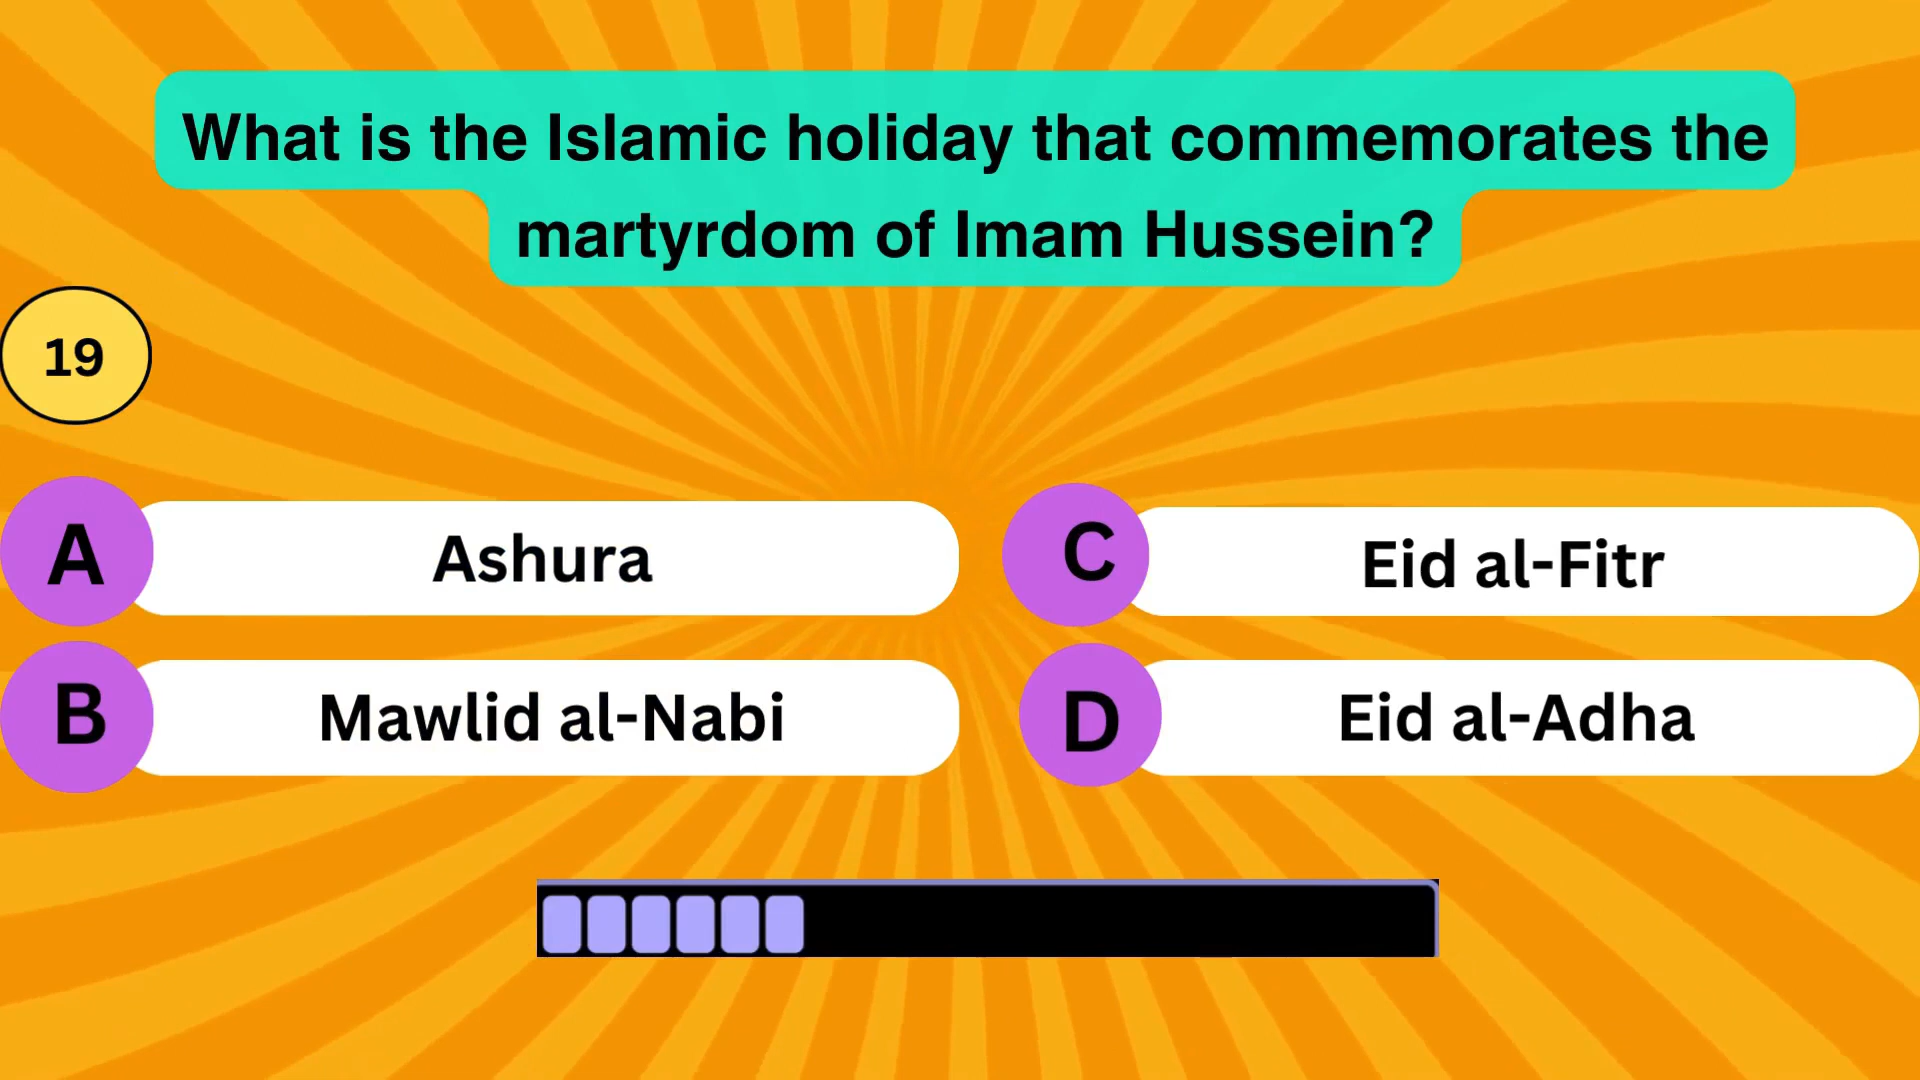 What is the Islamic holiday that commemorates the
martyrdom of Imam Hussein?
19
A
Ashura
B
Mawlid al-Nabi
C
Eid al-Fitr
D
Eid al-Adha